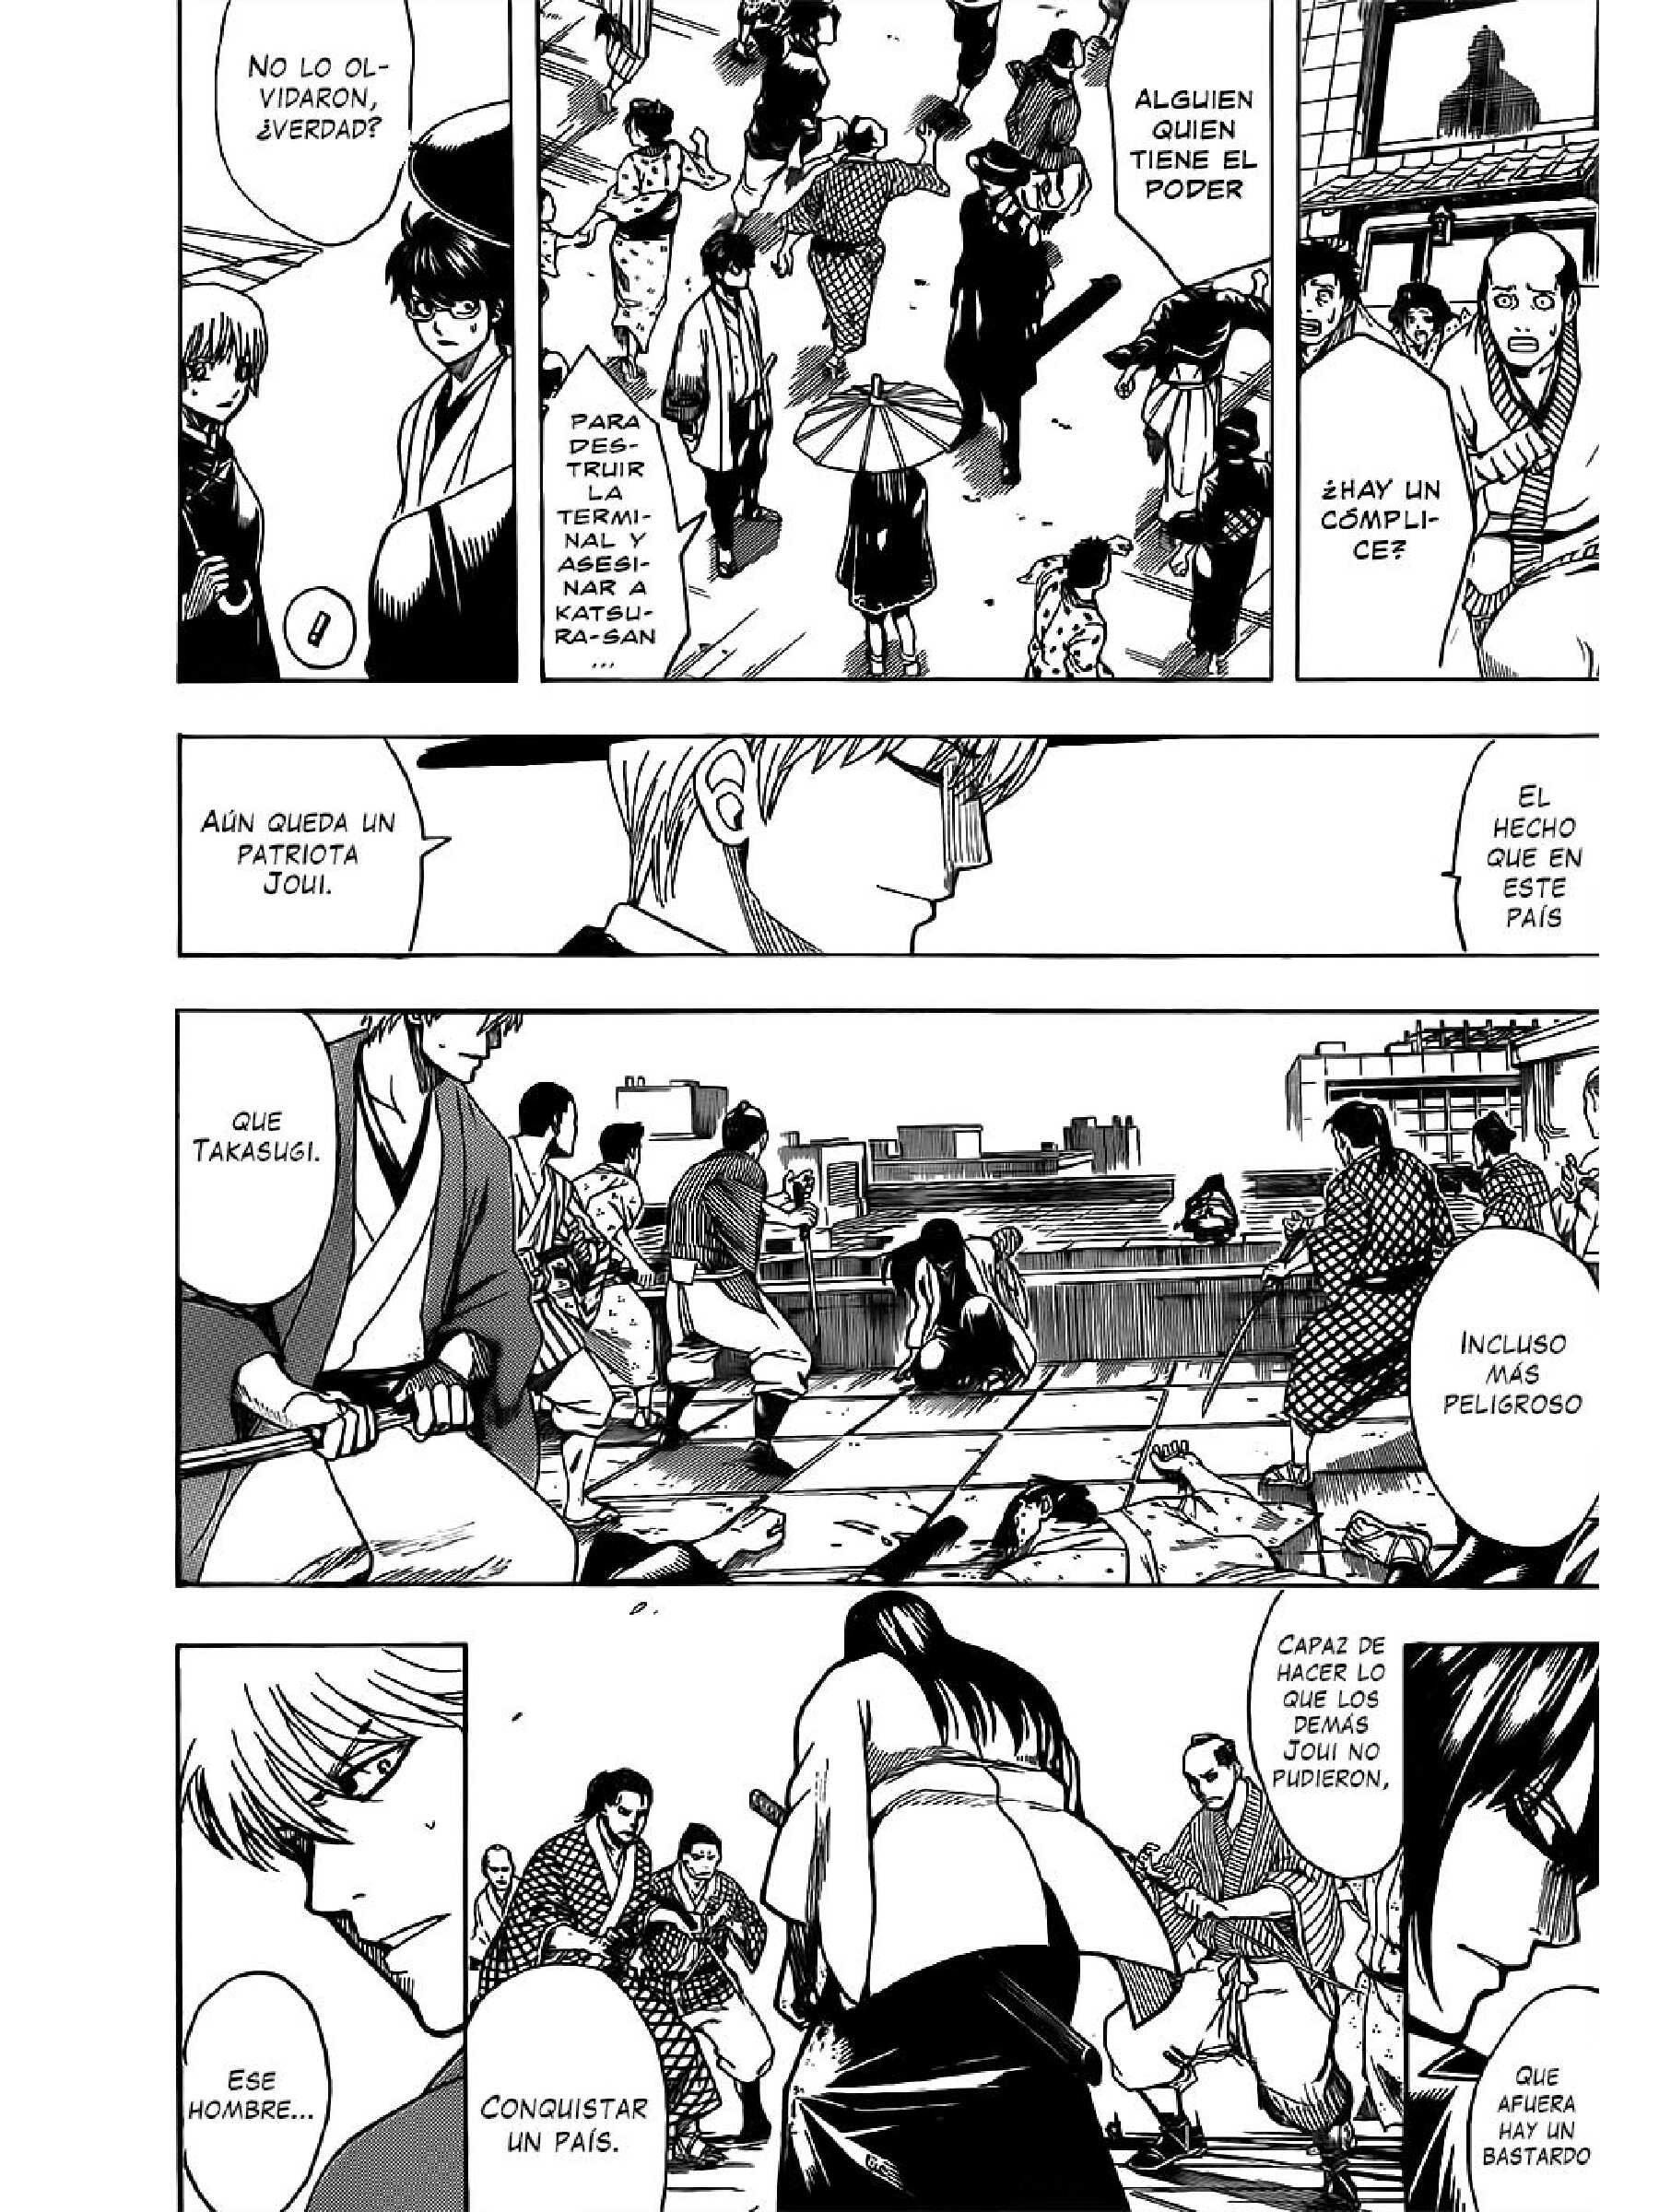 ¿HAY UN
CÓMPLI-
CE?
ALGUIEN
QUIEN
TIENE EL
PODER
PARA
DES-
TRUIR
LA
TERMI-
NAL Y
ASESI-
NAR A
KATSU-
RA-SAN
...
NO LO OL-
VIDARON,
¿VERDAD?
!
EL
HECHO
QUE EN
ESTE
PAÍS
AÚN QUEDA UN
PATRIOTA
JOUI.
INCLUSO
MÁS
PELIGROSO
QUE
TAKASUGI.
QUE
AFUERA
HAY UN
BASTARDO
CAPAZ DE
HACER LO
QUE LOS
DEMÁS
JOUI NO
PUDIERON,
CONQUISTAR
UN PAÍS.
ESE
HOMBRE...